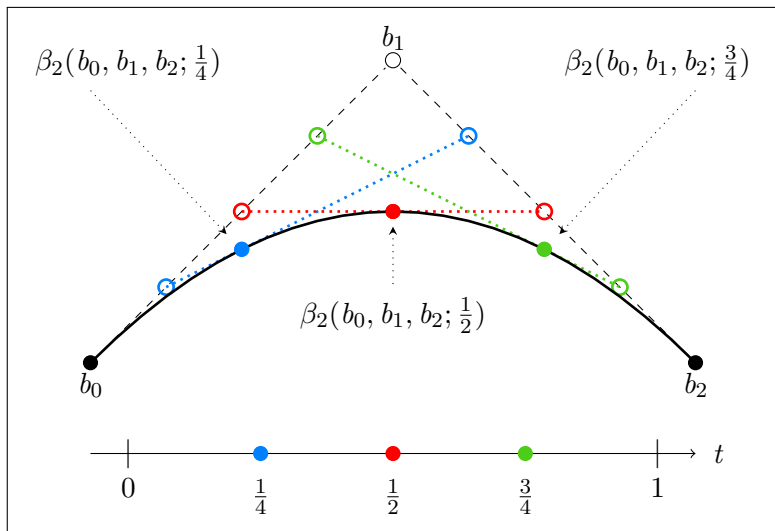 b₁
β₂(b₀, b₁, b₂; 1/4)
β₂(b₀, b₁, b₂; 3/4)
β₂(b₀, b₁, b₂; 1/2)
b₀
b₂
t
0
1/4
1/2
3/4
1